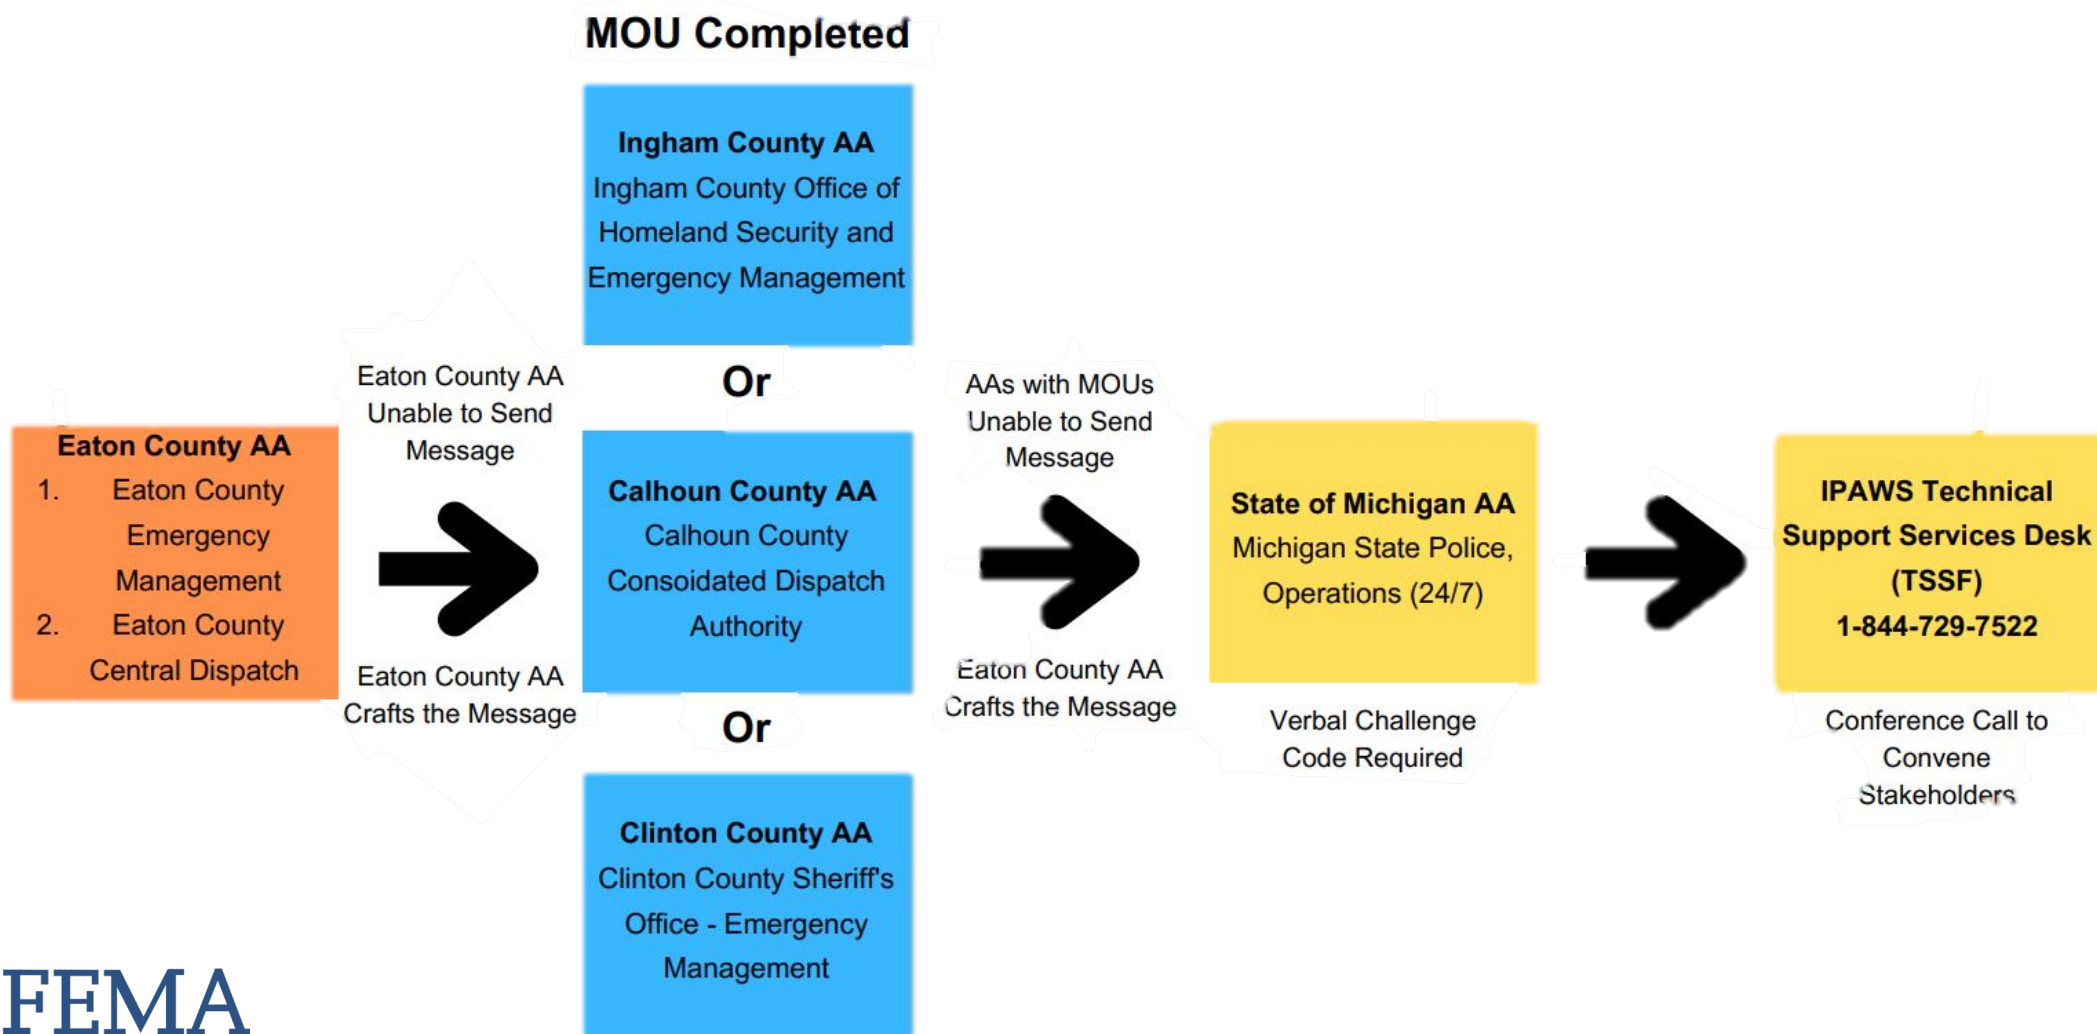 MOU Completed
Ingham County AA
Ingham County Office of
Homeland Security and
Emergency Management
Or
Eaton County AA
1. Eaton County
Emergency
Management
2. Eaton County
Central Dispatch
Eaton County AA
Unable to Send
Message
Eaton County AA
Crafts the Message
Calhoun County AA
Calhoun County
Consoidated Dispatch
Authority
Or
Clinton County AA
Clinton County Sheriff's
Office - Emergency
Management
AAs with MOUs
Unable to Send
Message
Eaton County AA
Crafts the Message
State of Michigan AA
Michigan State Police,
Operations (24/7)
Verbal Challenge
Code Required
IPAWS Technical
Support Services Desk
(TSSF)
1-844-729-7522
Conference Call to
Convene
Stakeholders
FEMA